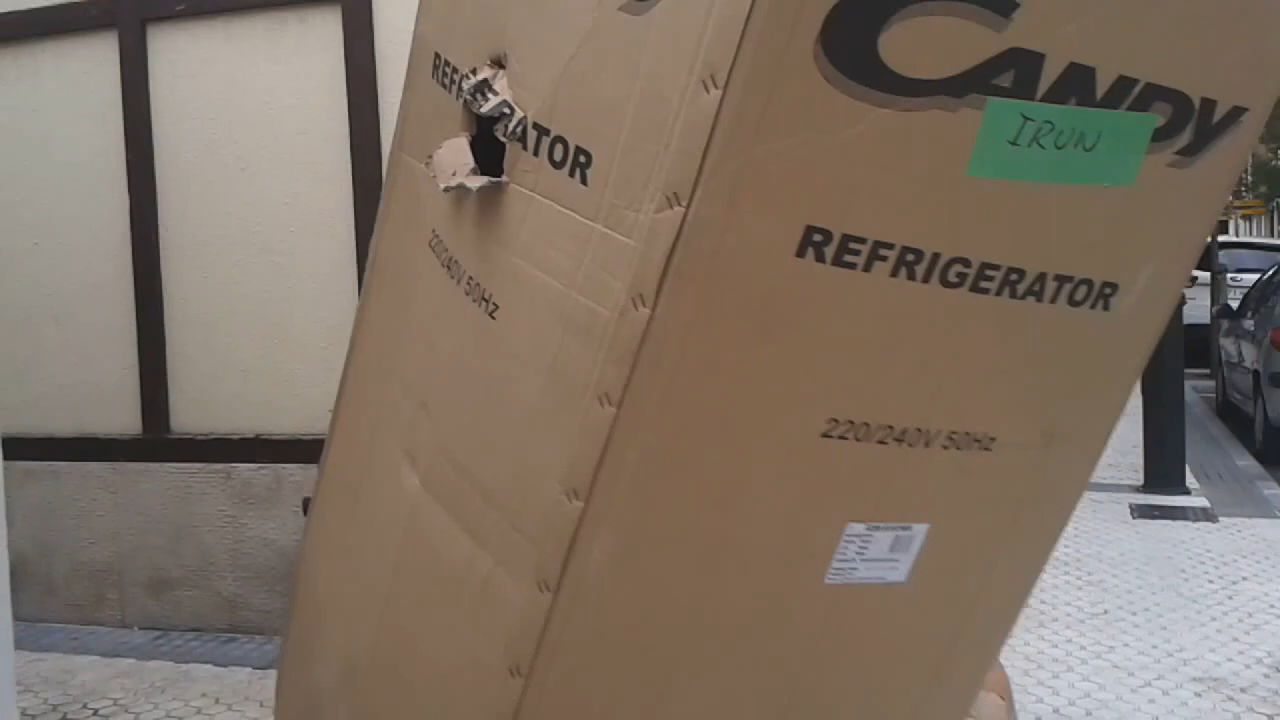 REFRIGERATOR
220/240V 50Hz
CANDY
IRUN
REFRIGERATOR
220/240V 50Hz